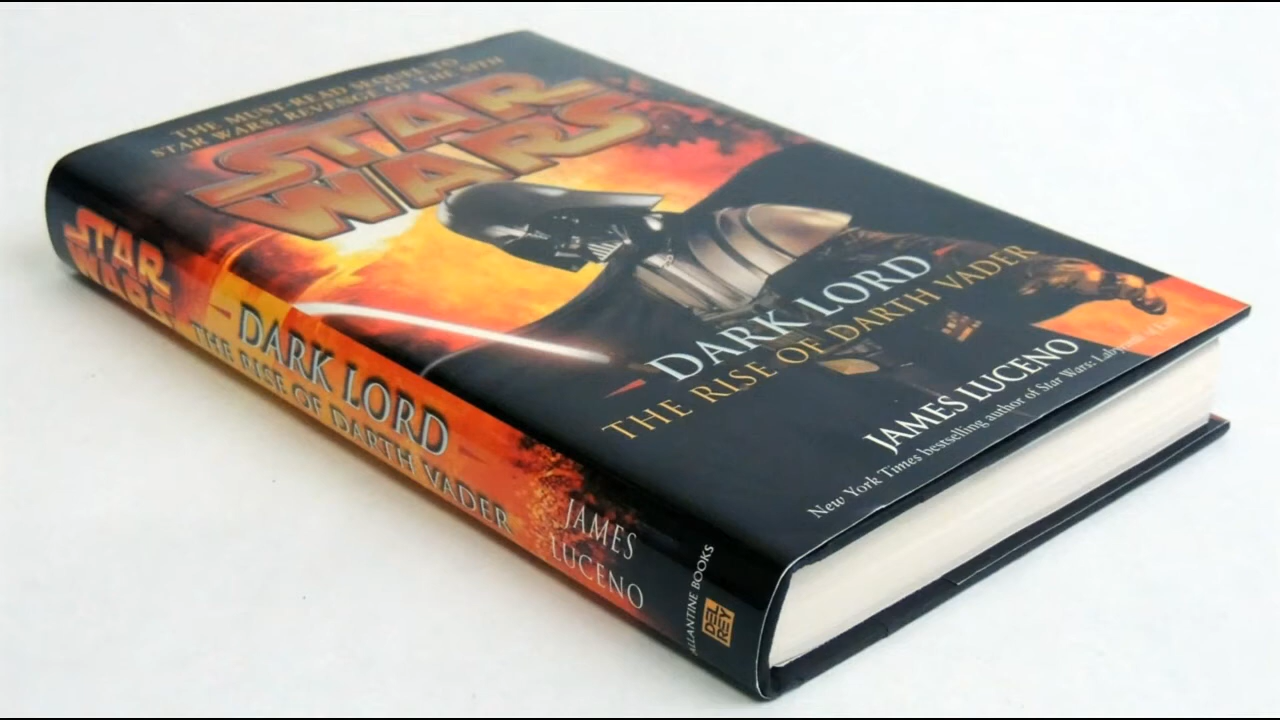 THE MUST-READ SEQUEL TO
STAR WARS: REVENGE OF THE SITH
STAR
WARS
DARK LORD
THE RISE OF DARTH VADER
JAMES LUCENO
New York Times bestselling author of Star Wars: Labyrinth of Evil
STAR
WARS
DARK LORD
THE RISE OF DARTH VADER
JAMES
LUCENO
ALLANTINE BOOKS
DEL
REY